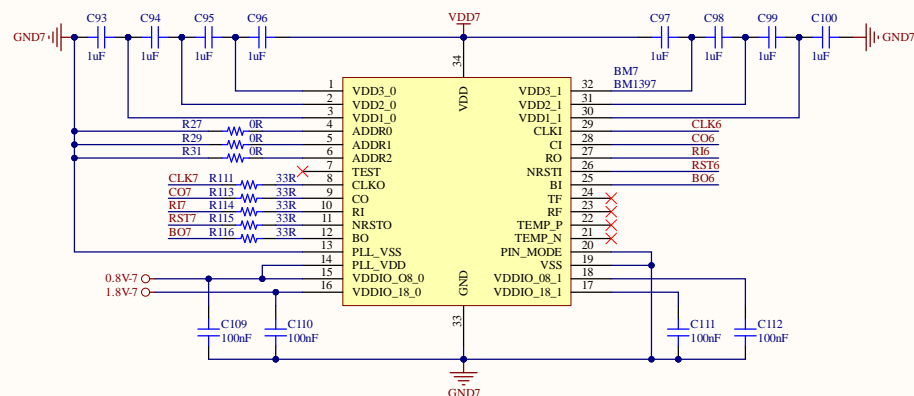 C93 C94 C95 C96 VDD7 C97 C98 C99 C100
GND7 GND7
1uF 1uF 1uF 1uF 1uF 1uF 1uF 1uF
34 VDD
BM7
BM1397
1 VDD3_0 VDD3_1 32
2 VDD2_0 VDD2_1 31
3 VDD1_0 VDD1_1 30
R27 0R 4 ADDR0 CLKI 29 CLK6
R29 0R 5 ADDR1 CI 28 CO6
R31 0R 6 ADDR2 RO 27 RI6
7 TEST NRSTI 26 RST6
CLK7 R111 33R 8 CLKO BI 25 BO6
CO7 R113 33R 9 CO TF 24
RI7 R114 33R 10 RI RF 23
RST7 R115 33R 11 NRSTO TEMP_P 22
BO7 R116 33R 12 BO TEMP_N 21
13 PLL_VSS PIN_MODE 20
14 PLL_VDD VSS 19
0.8V-7 15 VDDIO_O8_0 VDDIO_O8_1 18
1.8V-7 16 VDDIO_18_0 VDDIO_18_1 17
GND 33
C109 C110 C111 C112
100nF 100nF 100nF 100nF
GND7